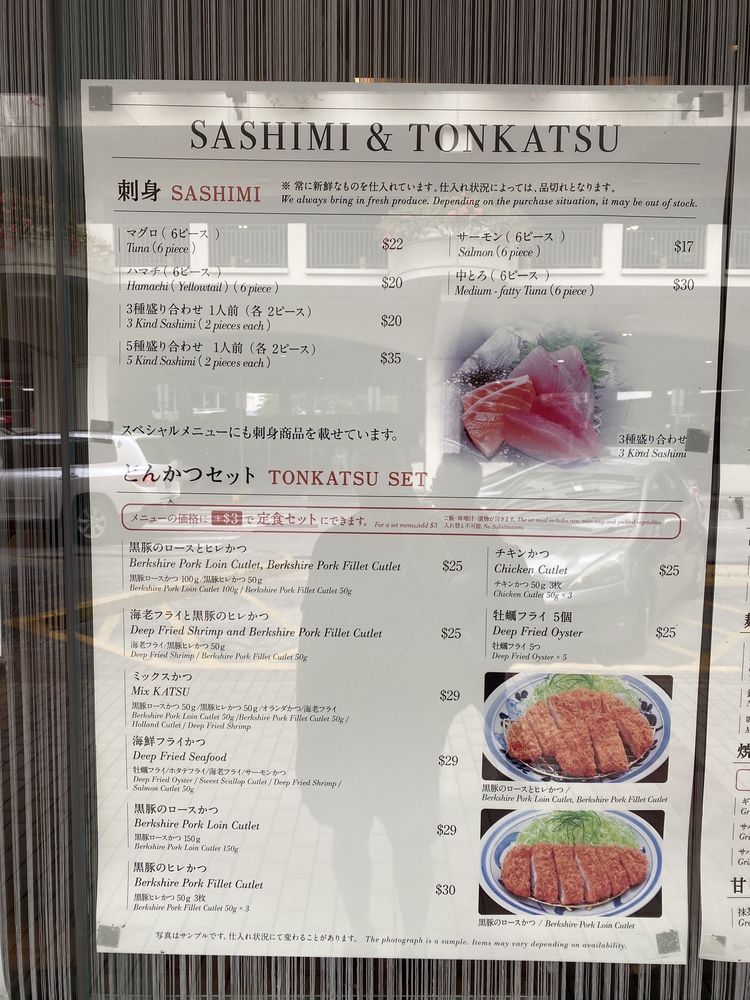 SASHIMI & TONKATSU
刺身 SASHIMI
※ 常に新鮮なものを仕入れています。仕入れ状況によっては、品切れとなります。
We always bring in fresh produce. Depending on the purchase situation, it may be out of stock.
マグロ ( 6ピース )
Tuna (6 piece) $22
ハマチ ( 6ピース )
Hamachi ( Yellowtail ) ( 6 piece ) $20
3種盛り合わせ 1人前 (各 2ピース)
3 Kind Sashimi ( 2 pieces each ) $20
5種盛り合わせ 1人前 (各 2ピース)
5 Kind Sashimi ( 2 pieces each ) $35
サーモン ( 6ピース )
Salmon (6 piece ) $17
中とろ ( 6ピース )
Medium - fatty Tuna (6 piece ) $30
3種盛り合わせ
3 Kind Sashimi
スペシャルメニューにも刺身商品を載せています。
とんかつセット TONKATSU SET
メニューの価格に +$3 で定食セットにできます。 For a set menu,add $3
ご飯・味噌汁・漬物が付きます。The set meal includes rice, miso soup and pickled vegetables.
入れ替え不可能 No Substitutions
黒豚のロースとヒレかつ
Berkshire Pork Loin Cutlet, Berkshire Pork Fillet Cutlet $25
黒豚ロースかつ 100g /黒豚ヒレかつ 50g
Berkshire Pork Loin Cutlet 100g / Berkshire Pork Fillet Cutlet 50g
海老フライと黒豚のヒレかつ
Deep Fried Shrimp and Berkshire Pork Fillet Cutlet $25
海老フライ/黒豚ヒレかつ 50g
Deep Fried Shrimp / Berkshire Pork Fillet Cutlet 50g
ミックスかつ
Mix KATSU $29
黒豚ロースかつ 50g/黒豚ヒレかつ 50g/オランダかつ/海老フライ
Berkshire Pork Loin Cutlet 50g /Berkshire Pork Fillet Cutlet 50g /
Holland Cutlet / Deep Fried Shrimp
海鮮フライかつ
Deep Fried Seafood $29
牡蠣フライ/ホタテフライ/海老フライ/サーモンかつ
Deep Fried Oyster / Sweet Scallop Cutlet / Deep Fried Shrimp /
Salmon Cutlet 50g
黒豚のロースかつ
Berkshire Pork Loin Cutlet $29
黒豚ロースかつ 150g
Berkshire Pork Loin Cutlet 150g
黒豚のヒレかつ
Berkshire Pork Fillet Cutlet $30
黒豚ヒレかつ 50g 3枚
Berkshire Pork Fillet Cutlet 50g × 3
チキンかつ
Chicken Cutlet $25
チキンかつ 50g 3枚
Chicken Cutlet 50g × 3
牡蠣フライ 5個
Deep Fried Oyster $25
牡蠣フライ 5つ
Deep Fried Oyster × 5
黒豚のロースとヒレかつ /
Berkshire Pork Loin Cutlet, Berkshire Pork Fillet Cutlet
黒豚のロースかつ / Berkshire Pork Loin Cutlet
写真はサンプルです。仕入れ状況にて変わることがあります。 The photograph is a sample. Items may vary depending on availability.